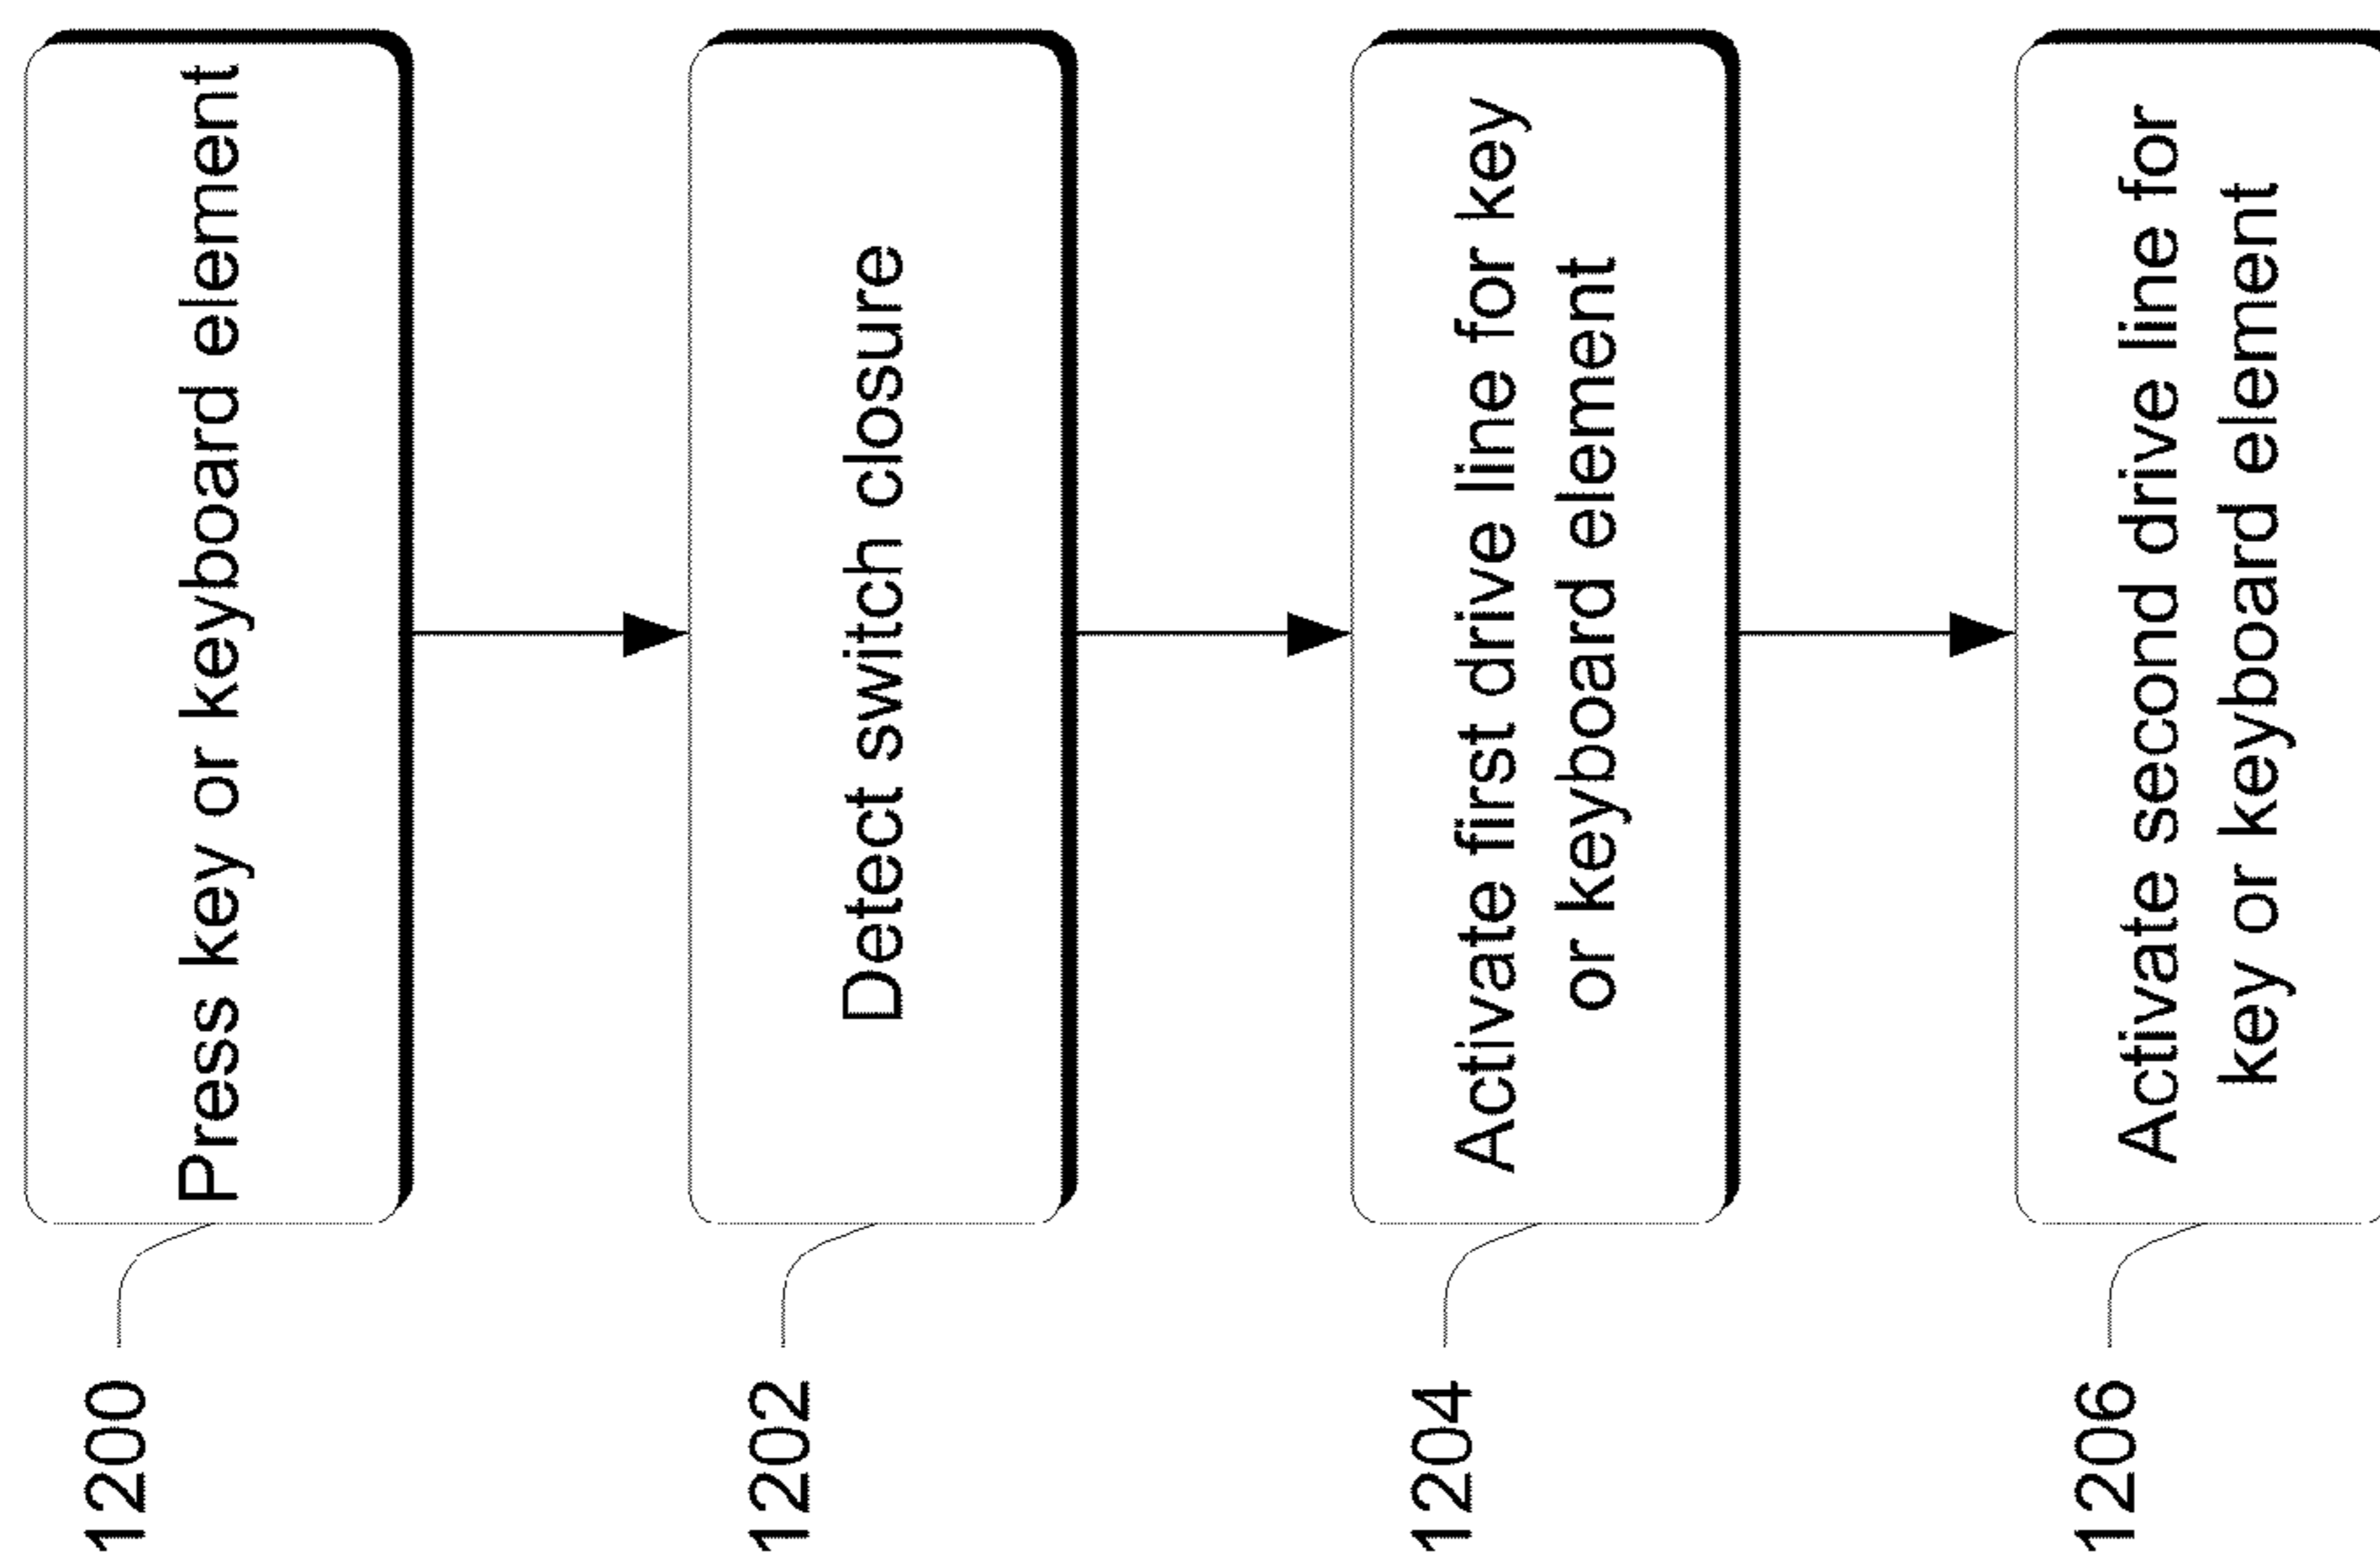 1200
Press key or keyboard element
1202
Detect switch closure
1204
Activate first drive line for key
or keyboard element
1206
Activate second drive line for
key or keyboard element